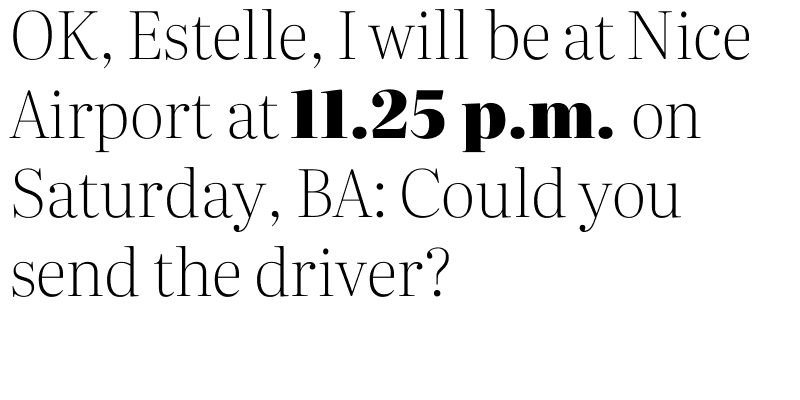 OK, Estelle, I will be at Nice
Airport at 11.25 p.m. on
Saturday, BA: Could you
send the driver?